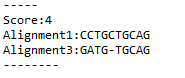 -----
Score:4
Alignment1:CCTGCTGCAG
Alignment3:GATG-TGCAG
--------